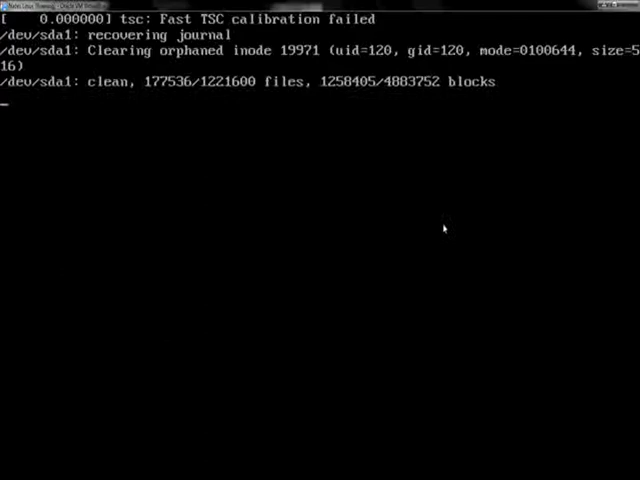 [    0.000000] tsc: Fast TSC calibration failed
/dev/sda1: recovering journal
/dev/sda1: Clearing orphaned inode 19971 (uid=120, gid=120, mode=0100644, size=5
16)
/dev/sda1: clean, 177536/1221600 files, 1258405/4883752 blocks